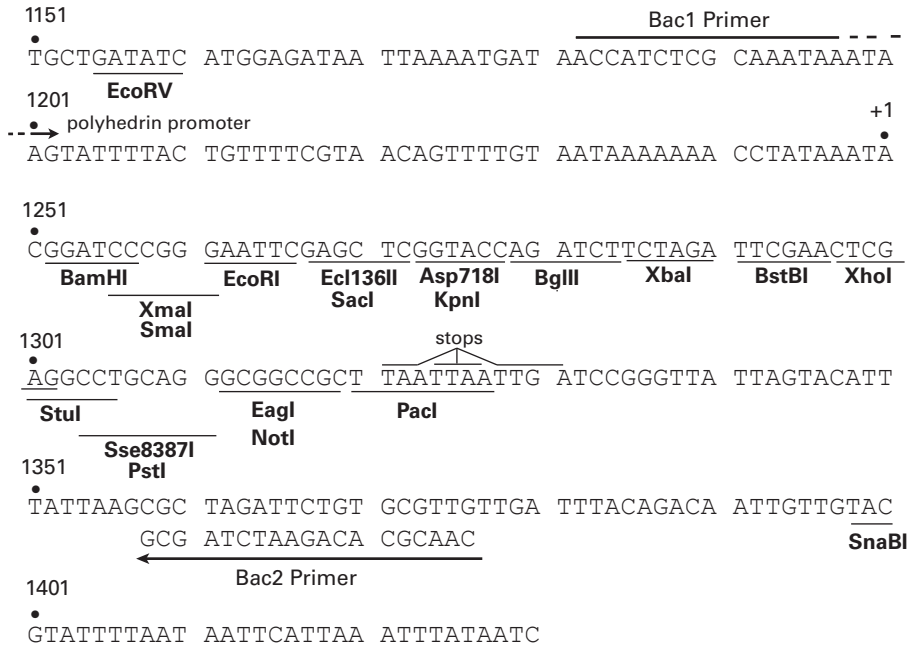 1151
Bac1 Primer
TGCTGATATC ATGGAGATAA TTAAAATGAT AACCATCTCG CAAATAAATA
EcoRV
1201
polyhedrin promoter
+1
AGTATTTTAC TGTTTTCGTA ACAGTTTTGT AATAAAAAAA CCTATAAATA
1251
CGGATCCCGG GAATTCGAGC TCGGTACCAG ATCTTCTAGA TTCGAACTCG
BamHI EcoRI Ecl136II Asp718I BglII XbaI BstBI XhoI
SacI KpnI
XmaI
SmaI
1301
stops
AGGCCTGCAG GGCGGCCGCT TAATTAATTG ATCCGGGTTA TTAGTACATT
StuI EagI PacI
NotI
Sse8387I
PstI
1351
TATTAAGCGC TAGATTCTGT GCGTTGTTGA TTTACAGACA ATTGTTGTAC
GCG ATCTAAGACA CGCAAC
SnaBI
Bac2 Primer
1401
GTATTTTAAT AATTCATTAA ATTTATAATC